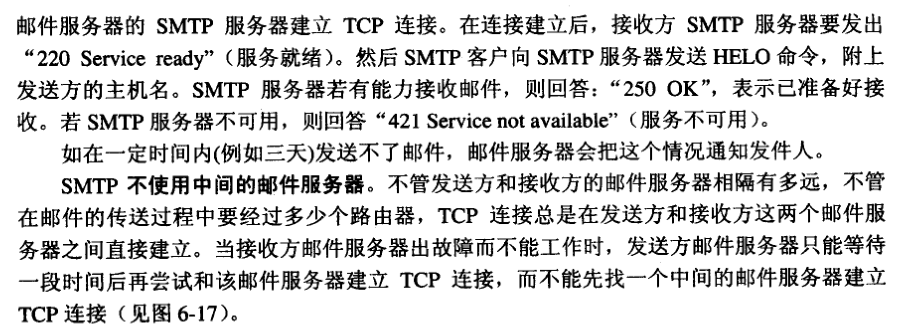 邮件服务器的 SMTP 服务器建立 TCP 连接。在连接建立后，接收方 SMTP 服务器要发出
“220 Service ready”（服务就绪）。然后 SMTP 客户向 SMTP 服务器发送 HELO 命令，附上
发送方的主机名。SMTP 服务器若有能力接收邮件，则回答：“250 OK”，表示已准备好接
收。若 SMTP 服务器不可用，则回答“421 Service not available”（服务不可用）。
如在一定时间内(例如三天)发送不了邮件，邮件服务器会把这个情况通知发件人。
SMTP 不使用中间的邮件服务器。不管发送方和接收方的邮件服务器相隔有多远，不管
在邮件的传送过程中要经过多少个路由器，TCP 连接总是在发送方和接收方这两个邮件服
务器之间直接建立。当接收方邮件服务器出故障而不能工作时，发送方邮件服务器只能等待
一段时间后再尝试和该邮件服务器建立 TCP 连接，而不能先找一个中间的邮件服务器建立
TCP 连接（见图 6-17）。